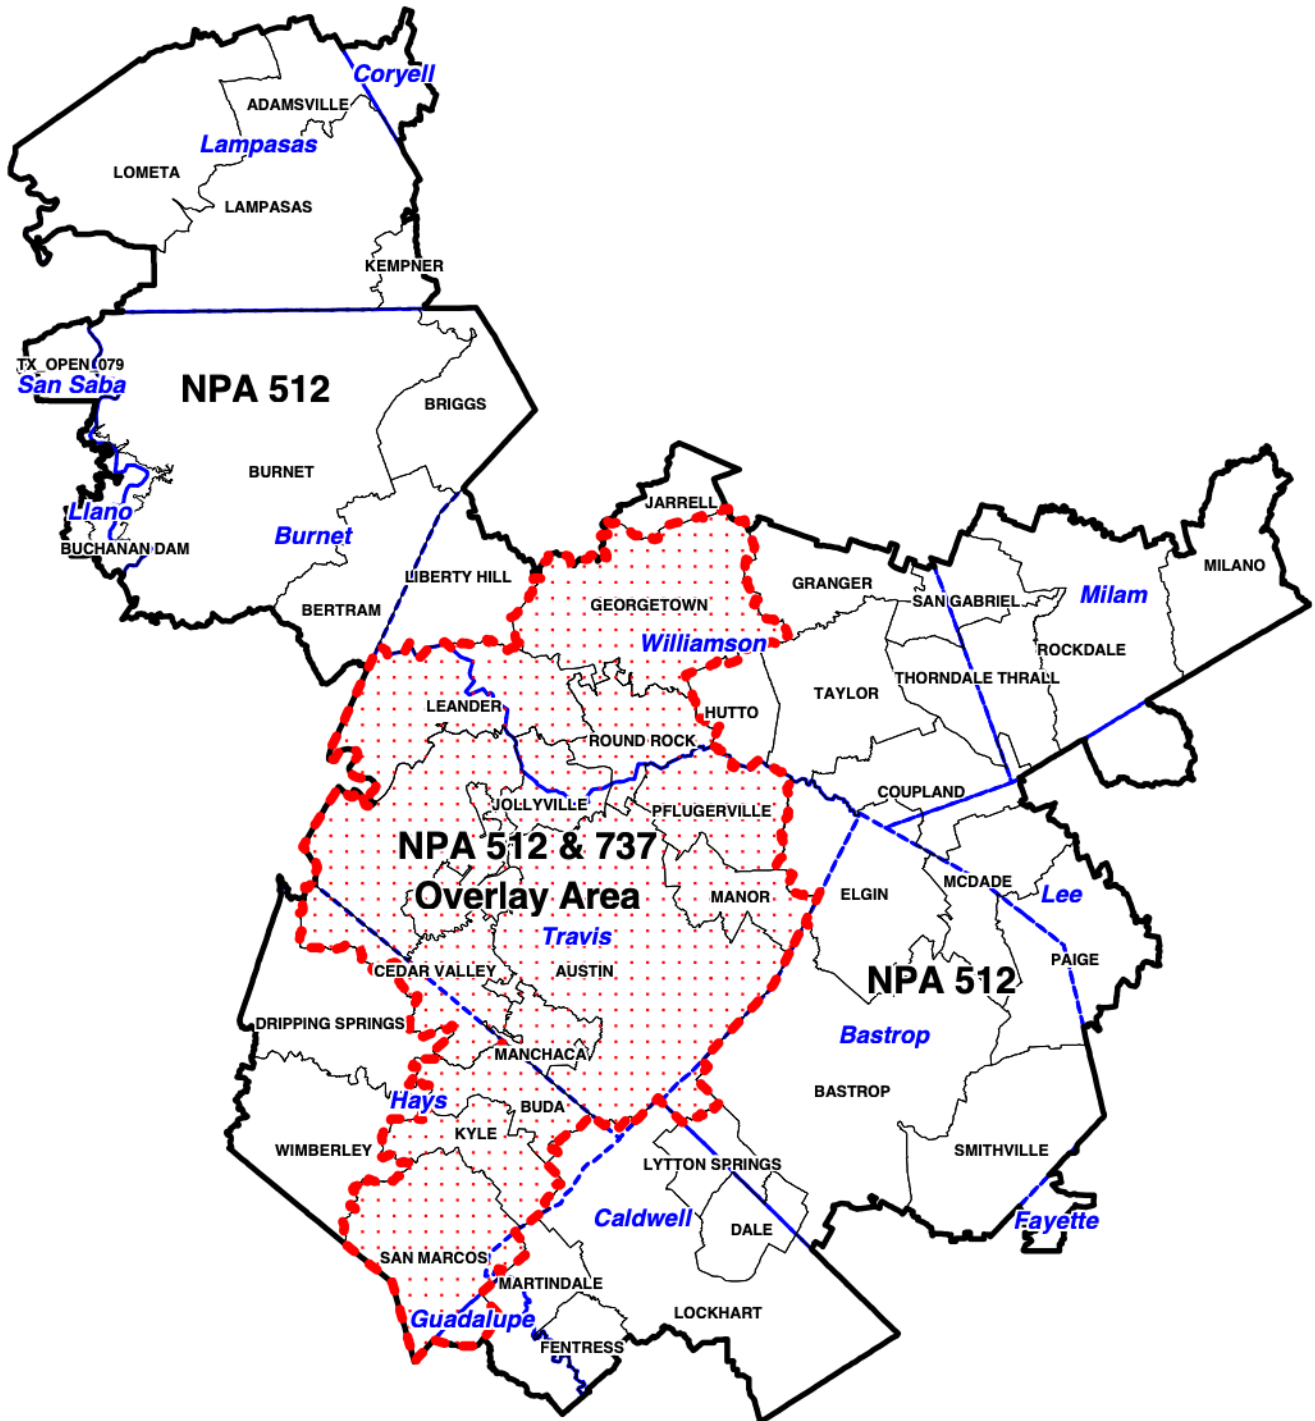 Coryell
ADAMSVILLE
Lampasas
LOMETA
LAMPASAS
KEMPNER
TX_OPEN_079
San Saba
NPA 512
BRIGGS
BURNET
Llano
Burnet
BUCHANAN DAM
LIBERTY HILL
BERTRAM
JARRELL
GEORGETOWN
Williamson
GRANGER
SAN GABRIEL
Milam
MILANO
ROCKDALE
THORNDALE THRALL
TAYLOR
HUTTO
LEANDER
ROUND ROCK
COUPLAND
JOLLYVILLE
PFLUGERVILLE
NPA 512 & 737
Overlay Area
MANOR
ELGIN
MCDADE
Lee
Travis
CEDAR VALLEY
AUSTIN
PAIGE
NPA 512
DRIPPING SPRINGS
Bastrop
MANCHACA
BASTROP
Hays
BUDA
KYLE
WIMBERLEY
SMITHVILLE
LYTTON SPRINGS
Caldwell
DALE
Fayette
SAN MARCOS
MARTINDALE
LOCKHART
Guadalupe
FENTRESS